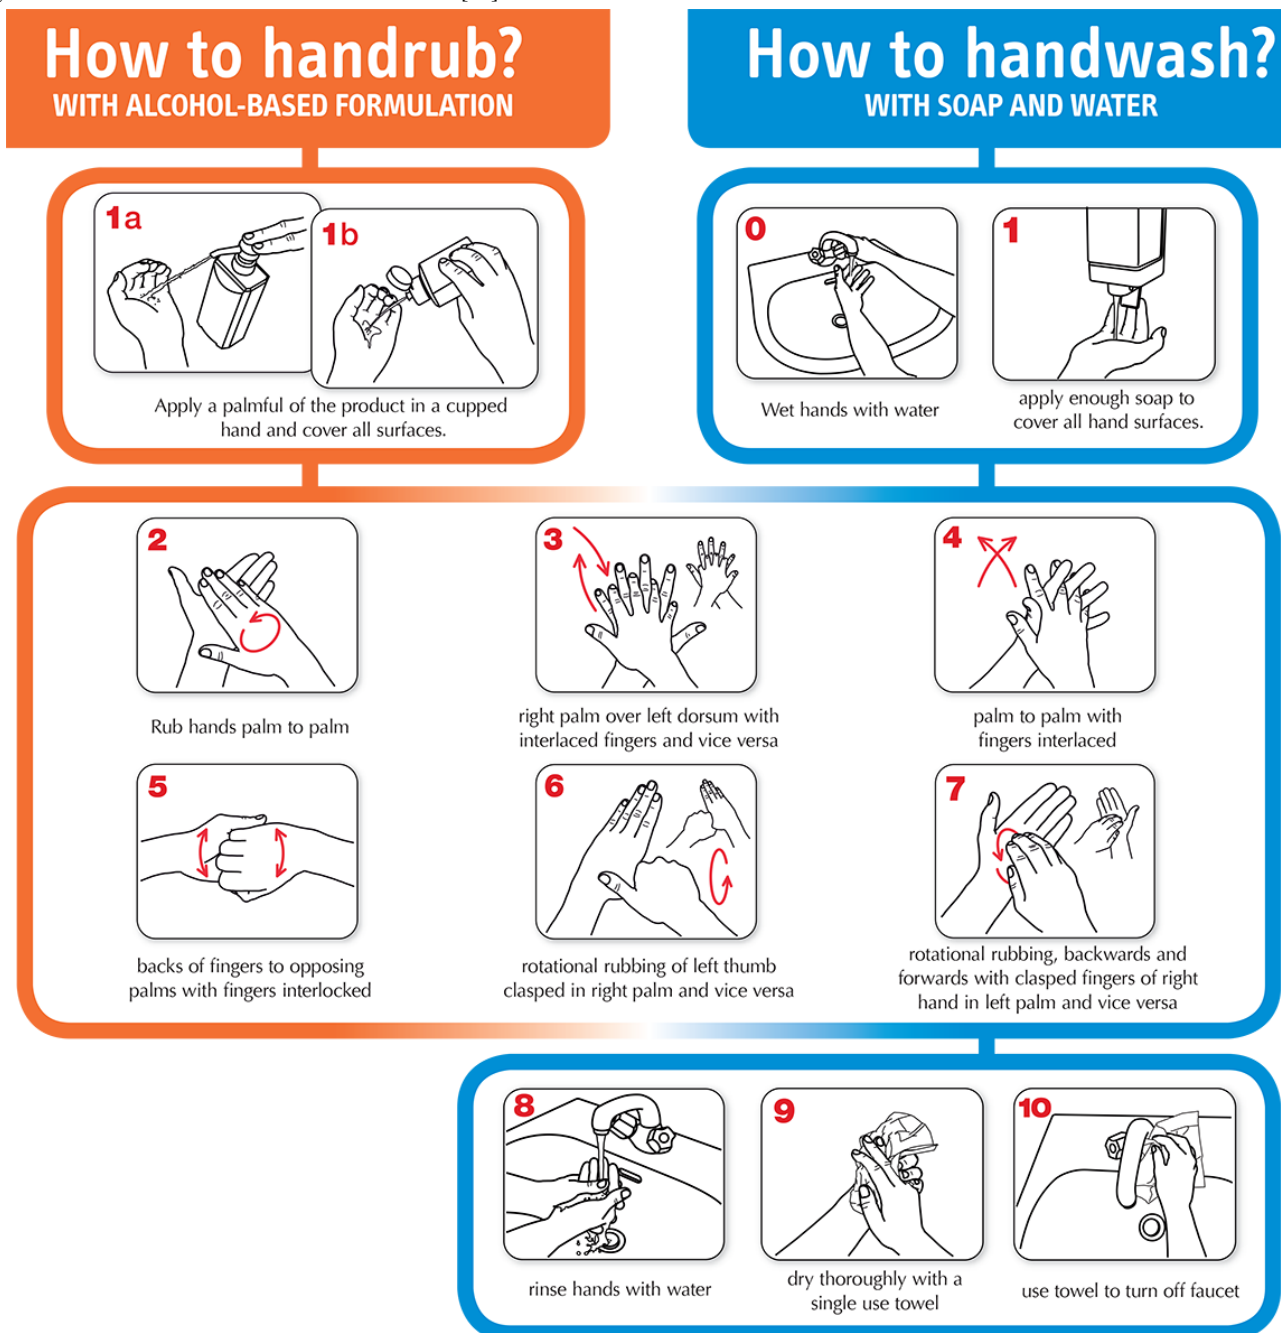 How to handrub?
WITH ALCOHOL-BASED FORMULATION
How to handwash?
WITH SOAP AND WATER
1a
1b
Apply a palmful of the product in a cupped
hand and cover all surfaces.
0
Wet hands with water
1
apply enough soap to
cover all hand surfaces.
2
Rub hands palm to palm
3
right palm over left dorsum with
interlaced fingers and vice versa
4
palm to palm with
fingers interlaced
5
backs of fingers to opposing
palms with fingers interlocked
6
rotational rubbing of left thumb
clasped in right palm and vice versa
7
rotational rubbing, backwards and
forwards with clasped fingers of right
hand in left palm and vice versa
8
rinse hands with water
9
dry thoroughly with a
single use towel
10
use towel to turn off faucet